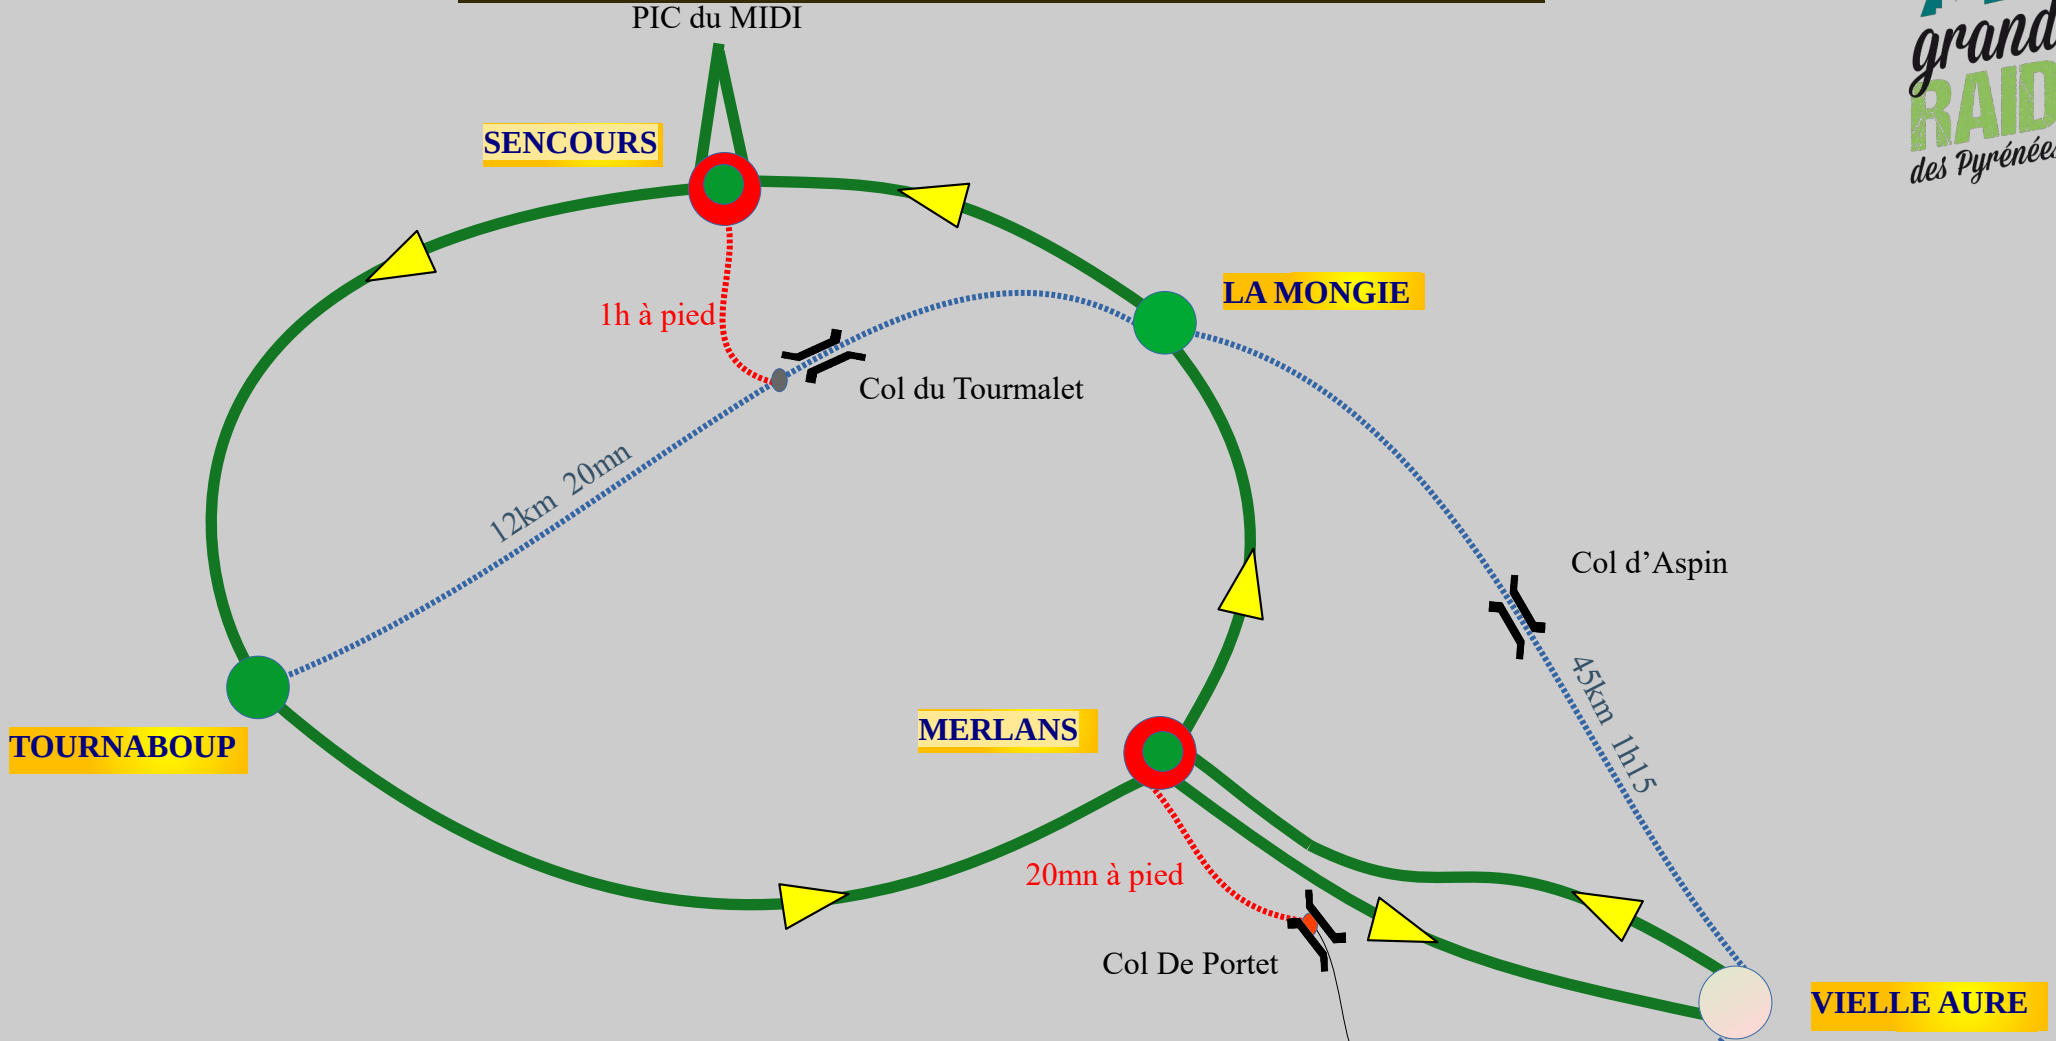 PIC du MIDI
grand
RAID
des Pyrénées
SENCOURS
LA MONGIE
1h à pied
Col du Tourmalet
12km 20mn
Col d’Aspin
45km 1h15
TOURNABOUP
MERLANS
20mn à pied
Col De Portet
VIELLE AURE